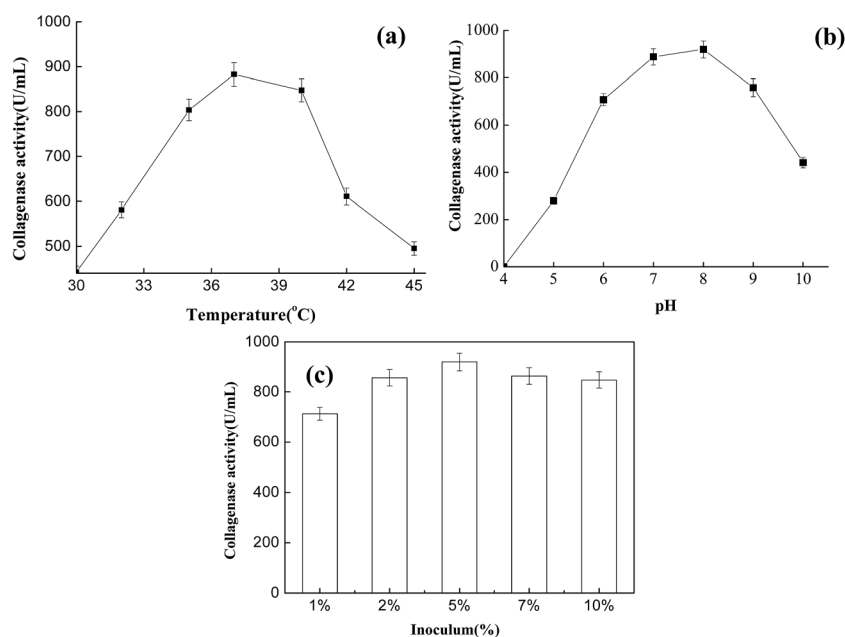 (a)
Collagenase activity(U/mL)
1000
900
800
700
600
500
30 33 36 39 42 45
Temperature(°C)
(b)
Collagenase activity(U/mL)
1000
800
600
400
200
0
4 5 6 7 8 9 10
pH
(c)
Collagenase activity(U/mL)
1000
800
600
400
200
0
1% 2% 5% 7% 10%
Inoculum(%)